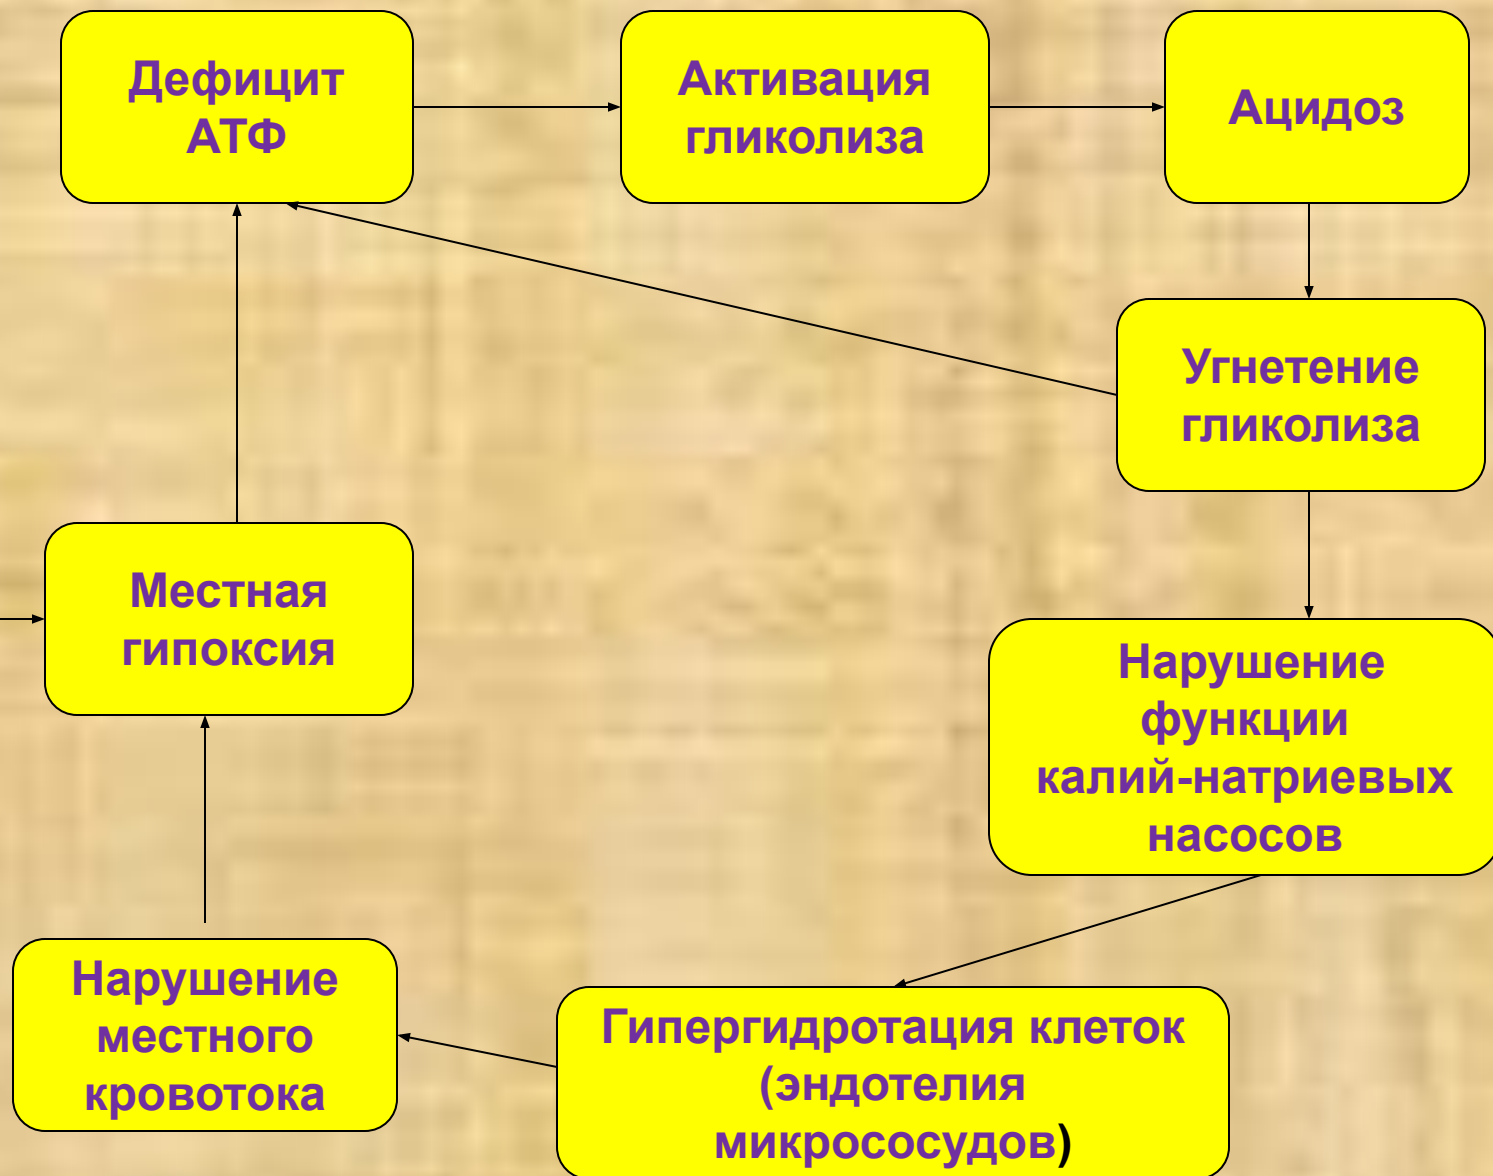 Дефицит
АТФ
Активация
гликолиза
Ацидоз
Угнетение
гликолиза
Местная
гипоксия
Нарушение
функции
калий-натриевых
насосов
Нарушение
местного
кровотока
Гипергидротация клеток
(эндотелия
микрососудов)